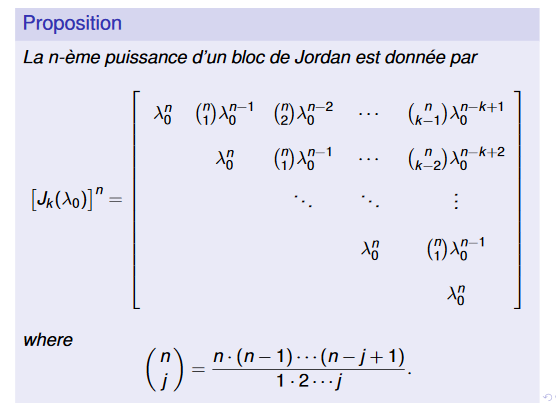 Proposition
La n-ème puissance d'un bloc de Jordan est donnée par
$$[J_k(\lambda_0)]^n = \begin{bmatrix} \lambda_0^n & \binom{n}{1}\lambda_0^{n-1} & \binom{n}{2}\lambda_0^{n-2} & \cdots & \binom{n}{k-1}\lambda_0^{n-k+1} \\ & \lambda_0^n & \binom{n}{1}\lambda_0^{n-1} & \cdots & \binom{n}{k-2}\lambda_0^{n-k+2} \\ & & \ddots & \ddots & \vdots \\ & & & \lambda_0^n & \binom{n}{1}\lambda_0^{n-1} \\ & & & & \lambda_0^n \end{bmatrix}$$
where
$$\binom{n}{j} = \frac{n \cdot (n-1) \cdots (n-j+1)}{1 \cdot 2 \cdots j}.$$